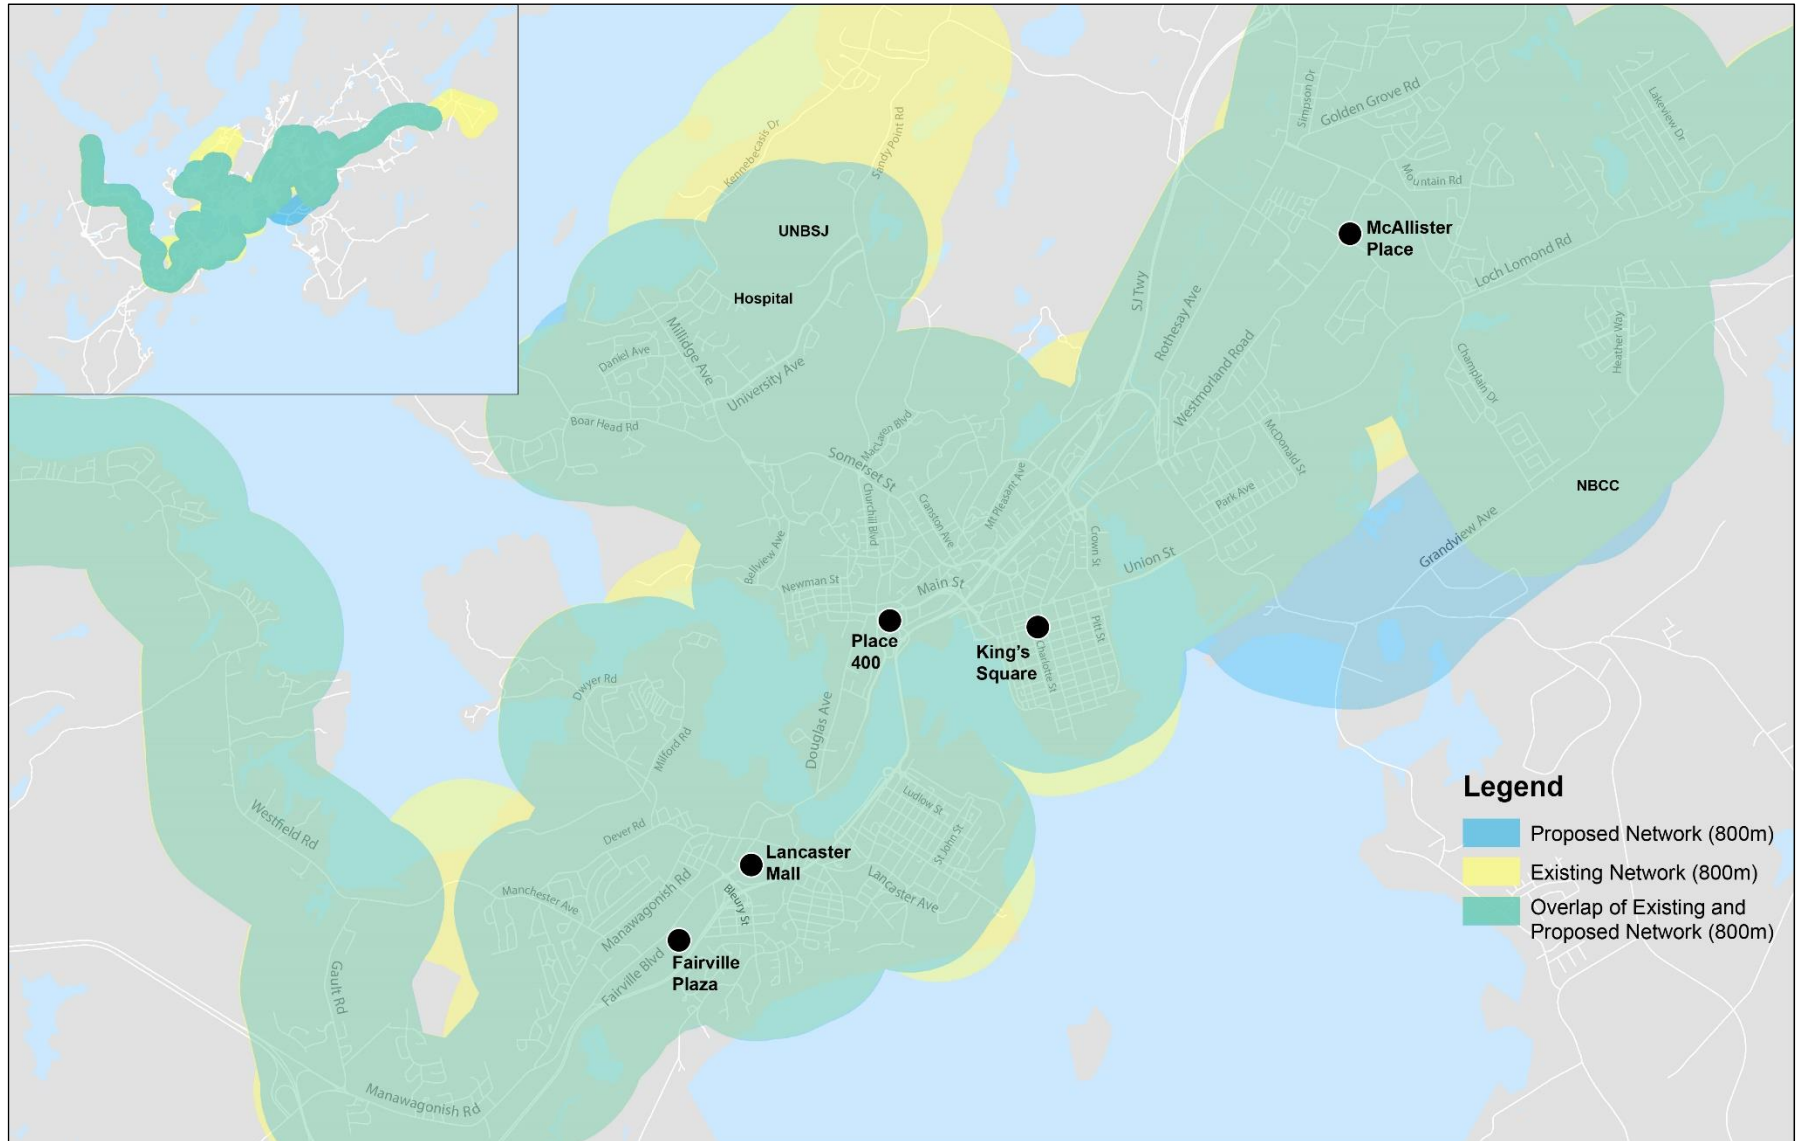 Kennebecasis Dr
Sandy Point Rd
Simpson Dr
Golden Grove Rd
Lakeview Dr
Mountain Rd
UNBSJ
McAllister
Place
Loch Lomond Rd
SJ Twy
Hospital
Rothesay Ave
Heather Way
Millidge Ave
Daniel Ave
Westmorland Road
Champlain Dr
University Ave
Boar Head Rd
MacLaren Blvd
McDonald St
Somerset St
Mt Pleasant Ave
Churchill Blvd
Cranston Ave
Park Ave
NBCC
Grandview Ave
Crown St
Bellview Ave
Union St
Newman St
Main St
Place
400
King's
Square
Pitt St
Charlotte St
Dwyer Rd
Douglas Ave
Milford Rd
Legend
Proposed Network (800m)
Existing Network (800m)
Overlap of Existing and
Proposed Network (800m)
Westfield Rd
Ludlow St
Dever Rd
St John St
Lancaster
Mall
Manchester Ave
Manawagonish Rd
Bleury St
Lancaster Ave
Fairville
Plaza
Fairville Blvd
Gault Rd
Manawagonish Rd